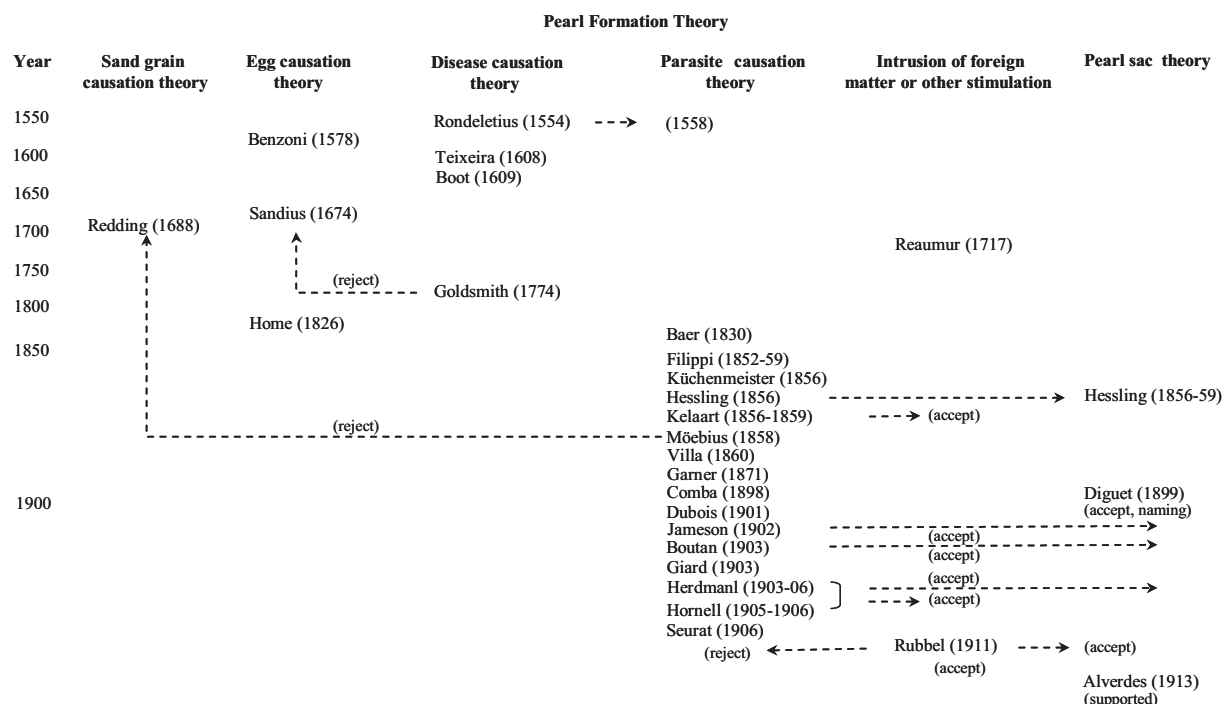 Pearl Formation Theory
Year Sand grain Egg causation Disease causation Parasite causation Intrusion of foreign Pearl sac theory
causation theory theory theory theory matter or other stimulation
1550 Rondeletius (1554) (1558)
Benzoni (1578)
1600 Teixeira (1608)
Boot (1609)
1650
Sandius (1674)
Redding (1688)
1700
Reaumur (1717)
1750
(reject)
Goldsmith (1774)
1800
Home (1826)
Baer (1830)
1850
Filippi (1852-59)
Küchenmeister (1856)
Hessling (1856) Hessling (1856-59)
Kelaart (1856-1859) (accept)
(reject) Möebius (1858)
Villa (1860)
Garner (1871)
Comba (1898) Diguet (1899)
1900
Dubois (1901) (accept, naming)
Jameson (1902) (accept)
Boutan (1903) (accept)
Giard (1903)
(accept)
Herdmanl (1903-06)
(accept)
Hornell (1905-1906)
Seurat (1906)
(reject) Rubbel (1911) (accept)
(accept)
Alverdes (1913)
(supported)